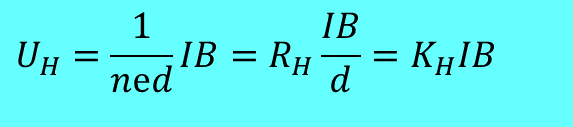 U_H = \frac{1}{ned} IB = R_H \frac{IB}{d} = K_H IB